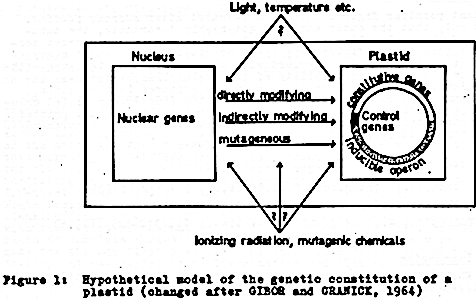 Light, temperature etc.
?
Nucleus
Plastid
Nuclear genes
directly modifying
indirectly modifying
mutageneous
constitutive genes
Control
genes
inducible operon
? ?
Ionizing radiation, mutagenic chemicals
Figure 1: Hypothetical model of the genetic constitution of a
plastid (changed after GIBOR and GRANICK, 1964)